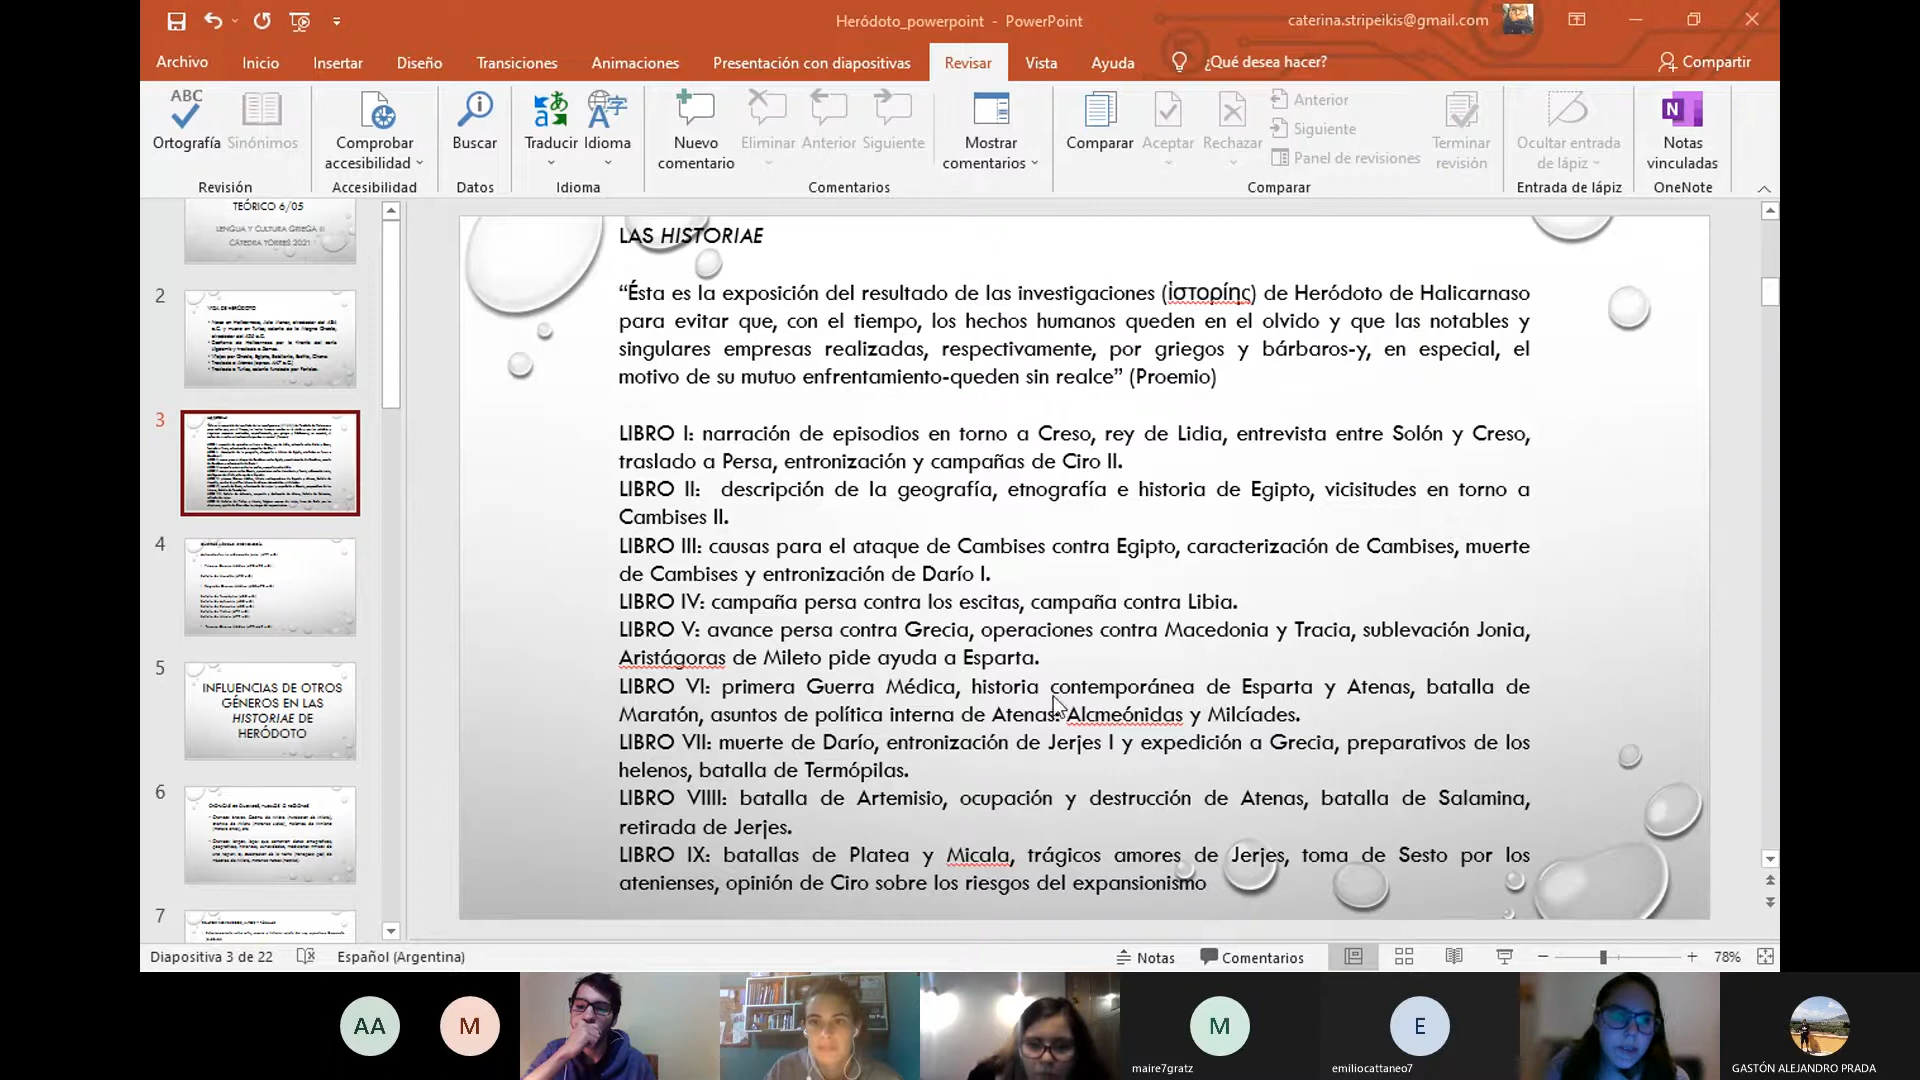 Heródoto_powerpoint - PowerPoint
caterina.stripeikis@gmail.com
Archivo Inicio Insertar Diseño Transiciones Animaciones Presentación con diapositivas Revisar Vista Ayuda ¿Qué desea hacer? Compartir
ABC
Ortografía Sinónimos
Revisión
Comprobar
accesibilidad
Accesibilidad
Buscar
Datos
Traducir Idioma
Idioma
Nuevo
comentario
Eliminar Anterior Siguiente
Mostrar
comentarios
Comentarios
Comparar Aceptar Rechazar
Anterior
Siguiente
Panel de revisiones
Terminar
revisión
Comparar
Ocultar entrada
de lápiz
Entrada de lápiz
Notas
vinculadas
OneNote
TEÓRICO 6/05
LENGUA Y CULTURA GRIEGA II
CÁTEDRA TORRES 2021
2
VIDA DE HERÓDOTO
3
4
5
INFLUENCIAS DE OTROS
GÉNEROS EN LAS
HISTORIAE DE
HERÓDOTO
6
7
LAS HISTORIAE
“Ésta es la exposición del resultado de las investigaciones (ἱστορίης) de Heródoto de Halicarnaso
para evitar que, con el tiempo, los hechos humanos queden en el olvido y que las notables y
singulares empresas realizadas, respectivamente, por griegos y bárbaros-y, en especial, el
motivo de su mutuo enfrentamiento-queden sin realce” (Proemio)
LIBRO I: narración de episodios en torno a Creso, rey de Lidia, entrevista entre Solón y Creso,
traslado a Persa, entronización y campañas de Ciro II.
LIBRO II: descripción de la geografía, etnografía e historia de Egipto, vicisitudes en torno a
Cambises II.
LIBRO III: causas para el ataque de Cambises contra Egipto, caracterización de Cambises, muerte
de Cambises y entronización de Darío I.
LIBRO IV: campaña persa contra los escitas, campaña contra Libia.
LIBRO V: avance persa contra Grecia, operaciones contra Macedonia y Tracia, sublevación Jonia,
Aristágoras de Mileto pide ayuda a Esparta.
LIBRO VI: primera Guerra Médica, historia contemporánea de Esparta y Atenas, batalla de
Maratón, asuntos de política interna de Atenas: Alcmeónidas y Milcíades.
LIBRO VII: muerte de Darío, entronización de Jerjes I y expedición a Grecia, preparativos de los
helenos, batalla de Termópilas.
LIBRO VIIII: batalla de Artemisio, ocupación y destrucción de Atenas, batalla de Salamina,
retirada de Jerjes.
LIBRO IX: batallas de Platea y Micala, trágicos amores de Jerjes, toma de Sesto por los
atenienses, opinión de Ciro sobre los riesgos del expansionismo
Diapositiva 3 de 22 Español (Argentina) Notas Comentarios 78%
AA
M
M
maire7gratz
E
emiliocattaneo7
GASTÓN ALEJANDRO PRADA